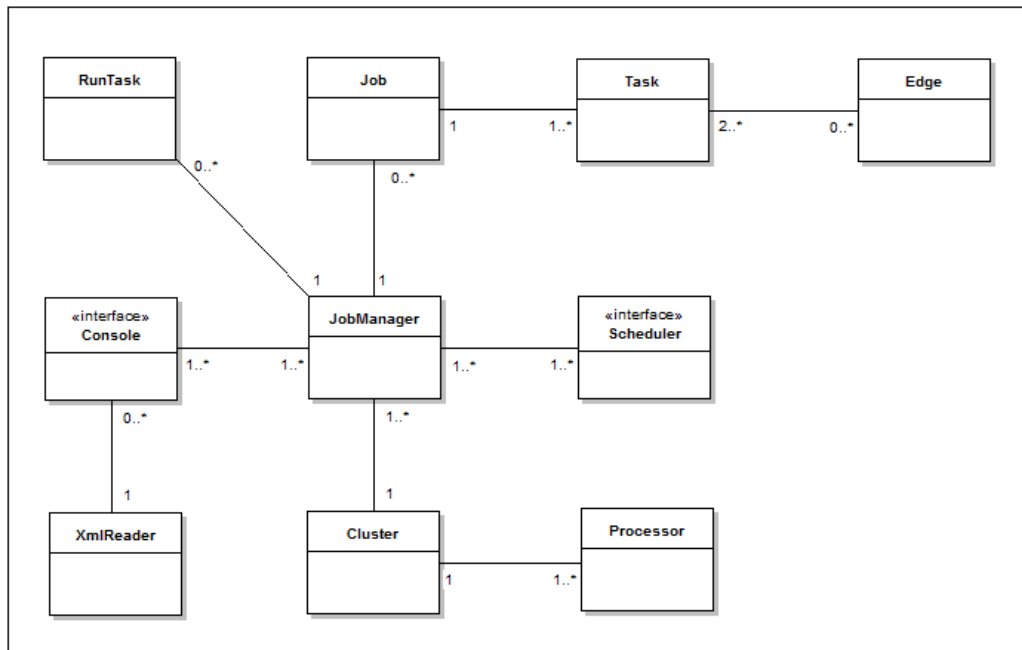 RunTask
Job
Task
Edge
1
1..*
2..*
0..*
0..*
0..*
1
1
«interface»
Console
JobManager
«interface»
Scheduler
1..*
1..*
1..*
1..*
0..*
1..*
1
1
XmlReader
Cluster
Processor
1
1..*